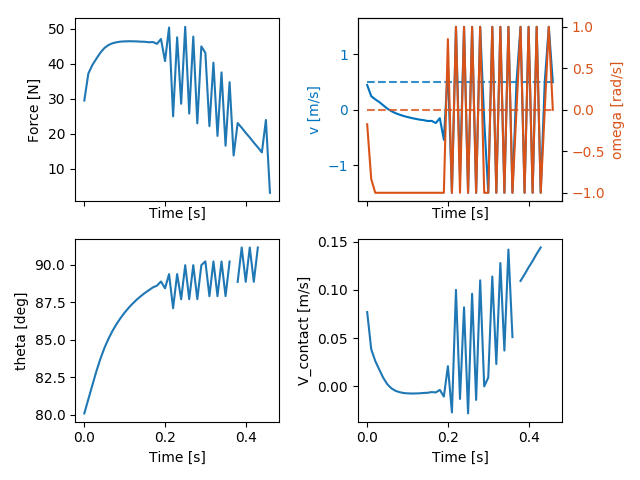 50
40
30
20
10
Force [N]
Time [s]
1
0
−1
v [m/s]
1.0
0.5
0.0
−0.5
−1.0
omega [rad/s]
Time [s]
90.0
87.5
85.0
82.5
80.0
theta [deg]
0.0 0.2 0.4
Time [s]
0.15
0.10
0.05
0.00
V_contact [m/s]
0.0 0.2 0.4
Time [s]